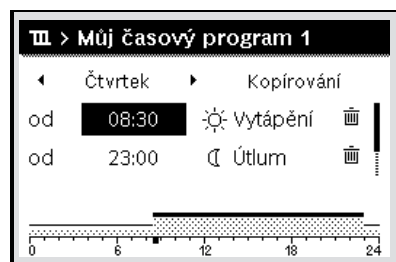 > Můj časový program 1
Čtvrtek Kopírování
od 08:30 Vytápění
od 23:00 Útlum
0 6 12 18 24